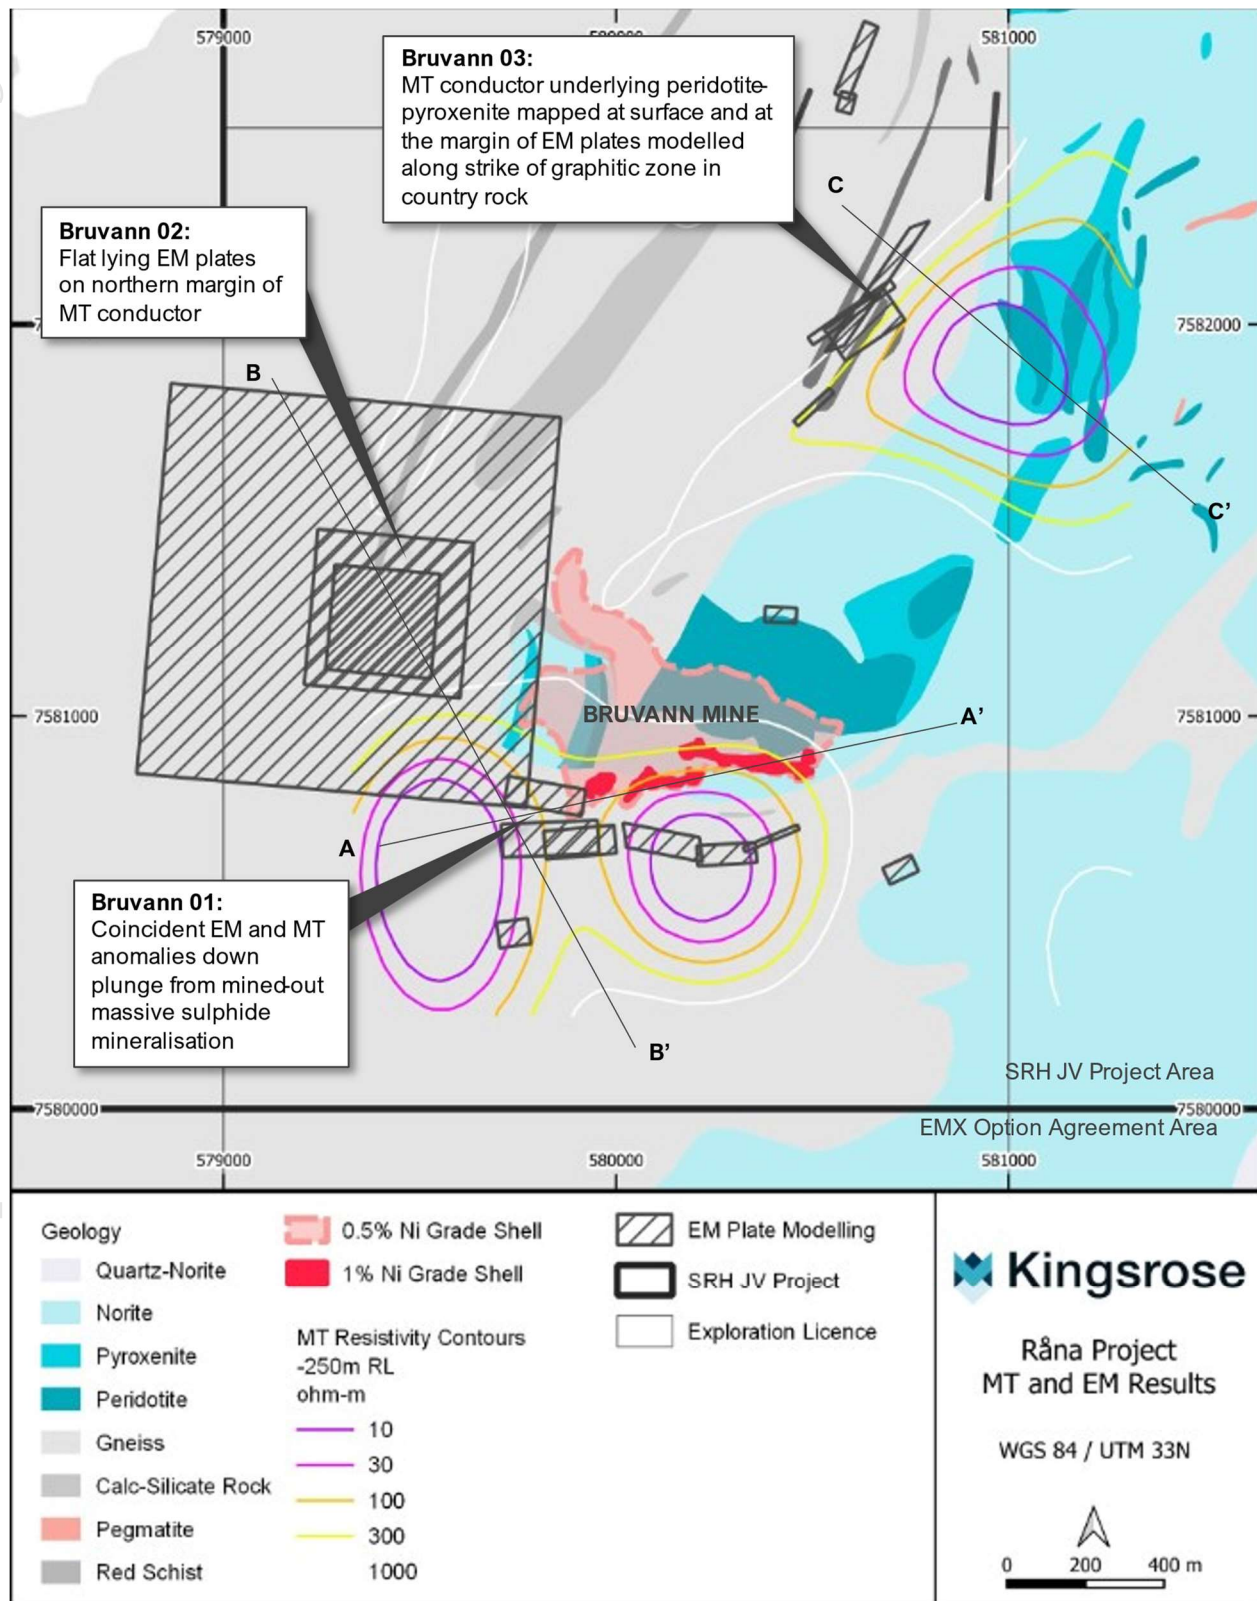 579000
580000
581000
Bruvann 03:
MT conductor underlying peridotite-
pyroxenite mapped at surface and at
the margin of EM plates modelled
along strike of graphitic zone in
country rock
C
Bruvann 02:
Flat lying EM plates
on northern margin of
MT conductor
7582000
B
C'
7581000
BRUVANN MINE
A'
7581000
A
Bruvann 01:
Coincident EM and MT
anomalies down
plunge from mined-out
massive sulphide
mineralisation
B'
SRH JV Project Area
7580000
7580000
EMX Option Agreement Area
579000
580000
581000
Geology
Quartz-Norite
Norite
Pyroxenite
Peridotite
Gneiss
Calc-Silicate Rock
Pegmatite
Red Schist
0.5% Ni Grade Shell
1% Ni Grade Shell
MT Resistivity Contours
-250m RL
ohm-m
10
30
100
300
1000
EM Plate Modelling
SRH JV Project
Exploration Licence
Kingsrose
Råna Project
MT and EM Results
WGS 84 / UTM 33N
0 200 400 m